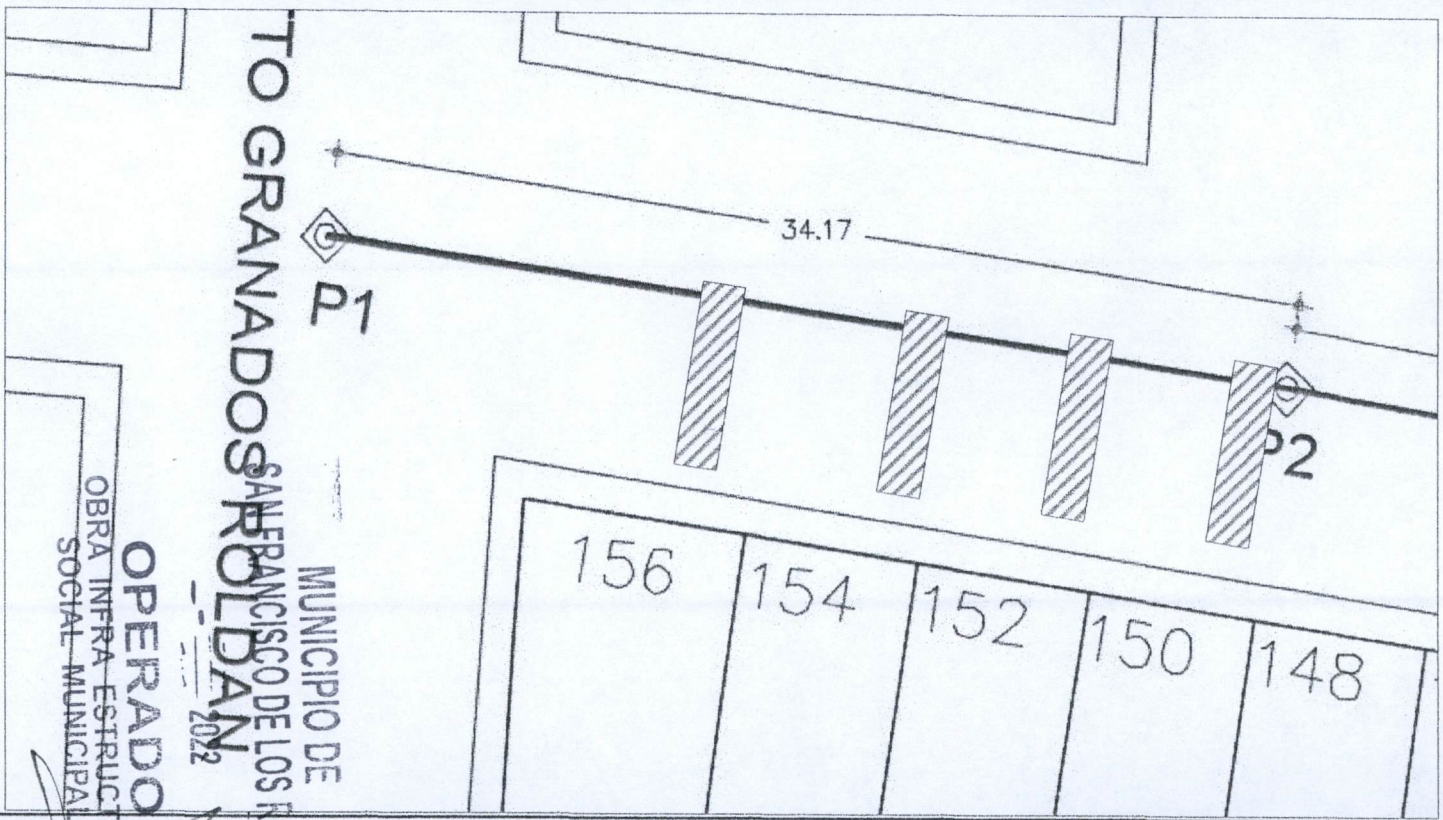 TO GRANADOS ROLDAN
34.17
P1
P2
156
154
152
150
148
MUNICIPIO DE
SAN FRANCISCO DE LOS R
2022
OPERADO
OBRA INFRA ESTRUCT
SOCIAL MUNICIPAL